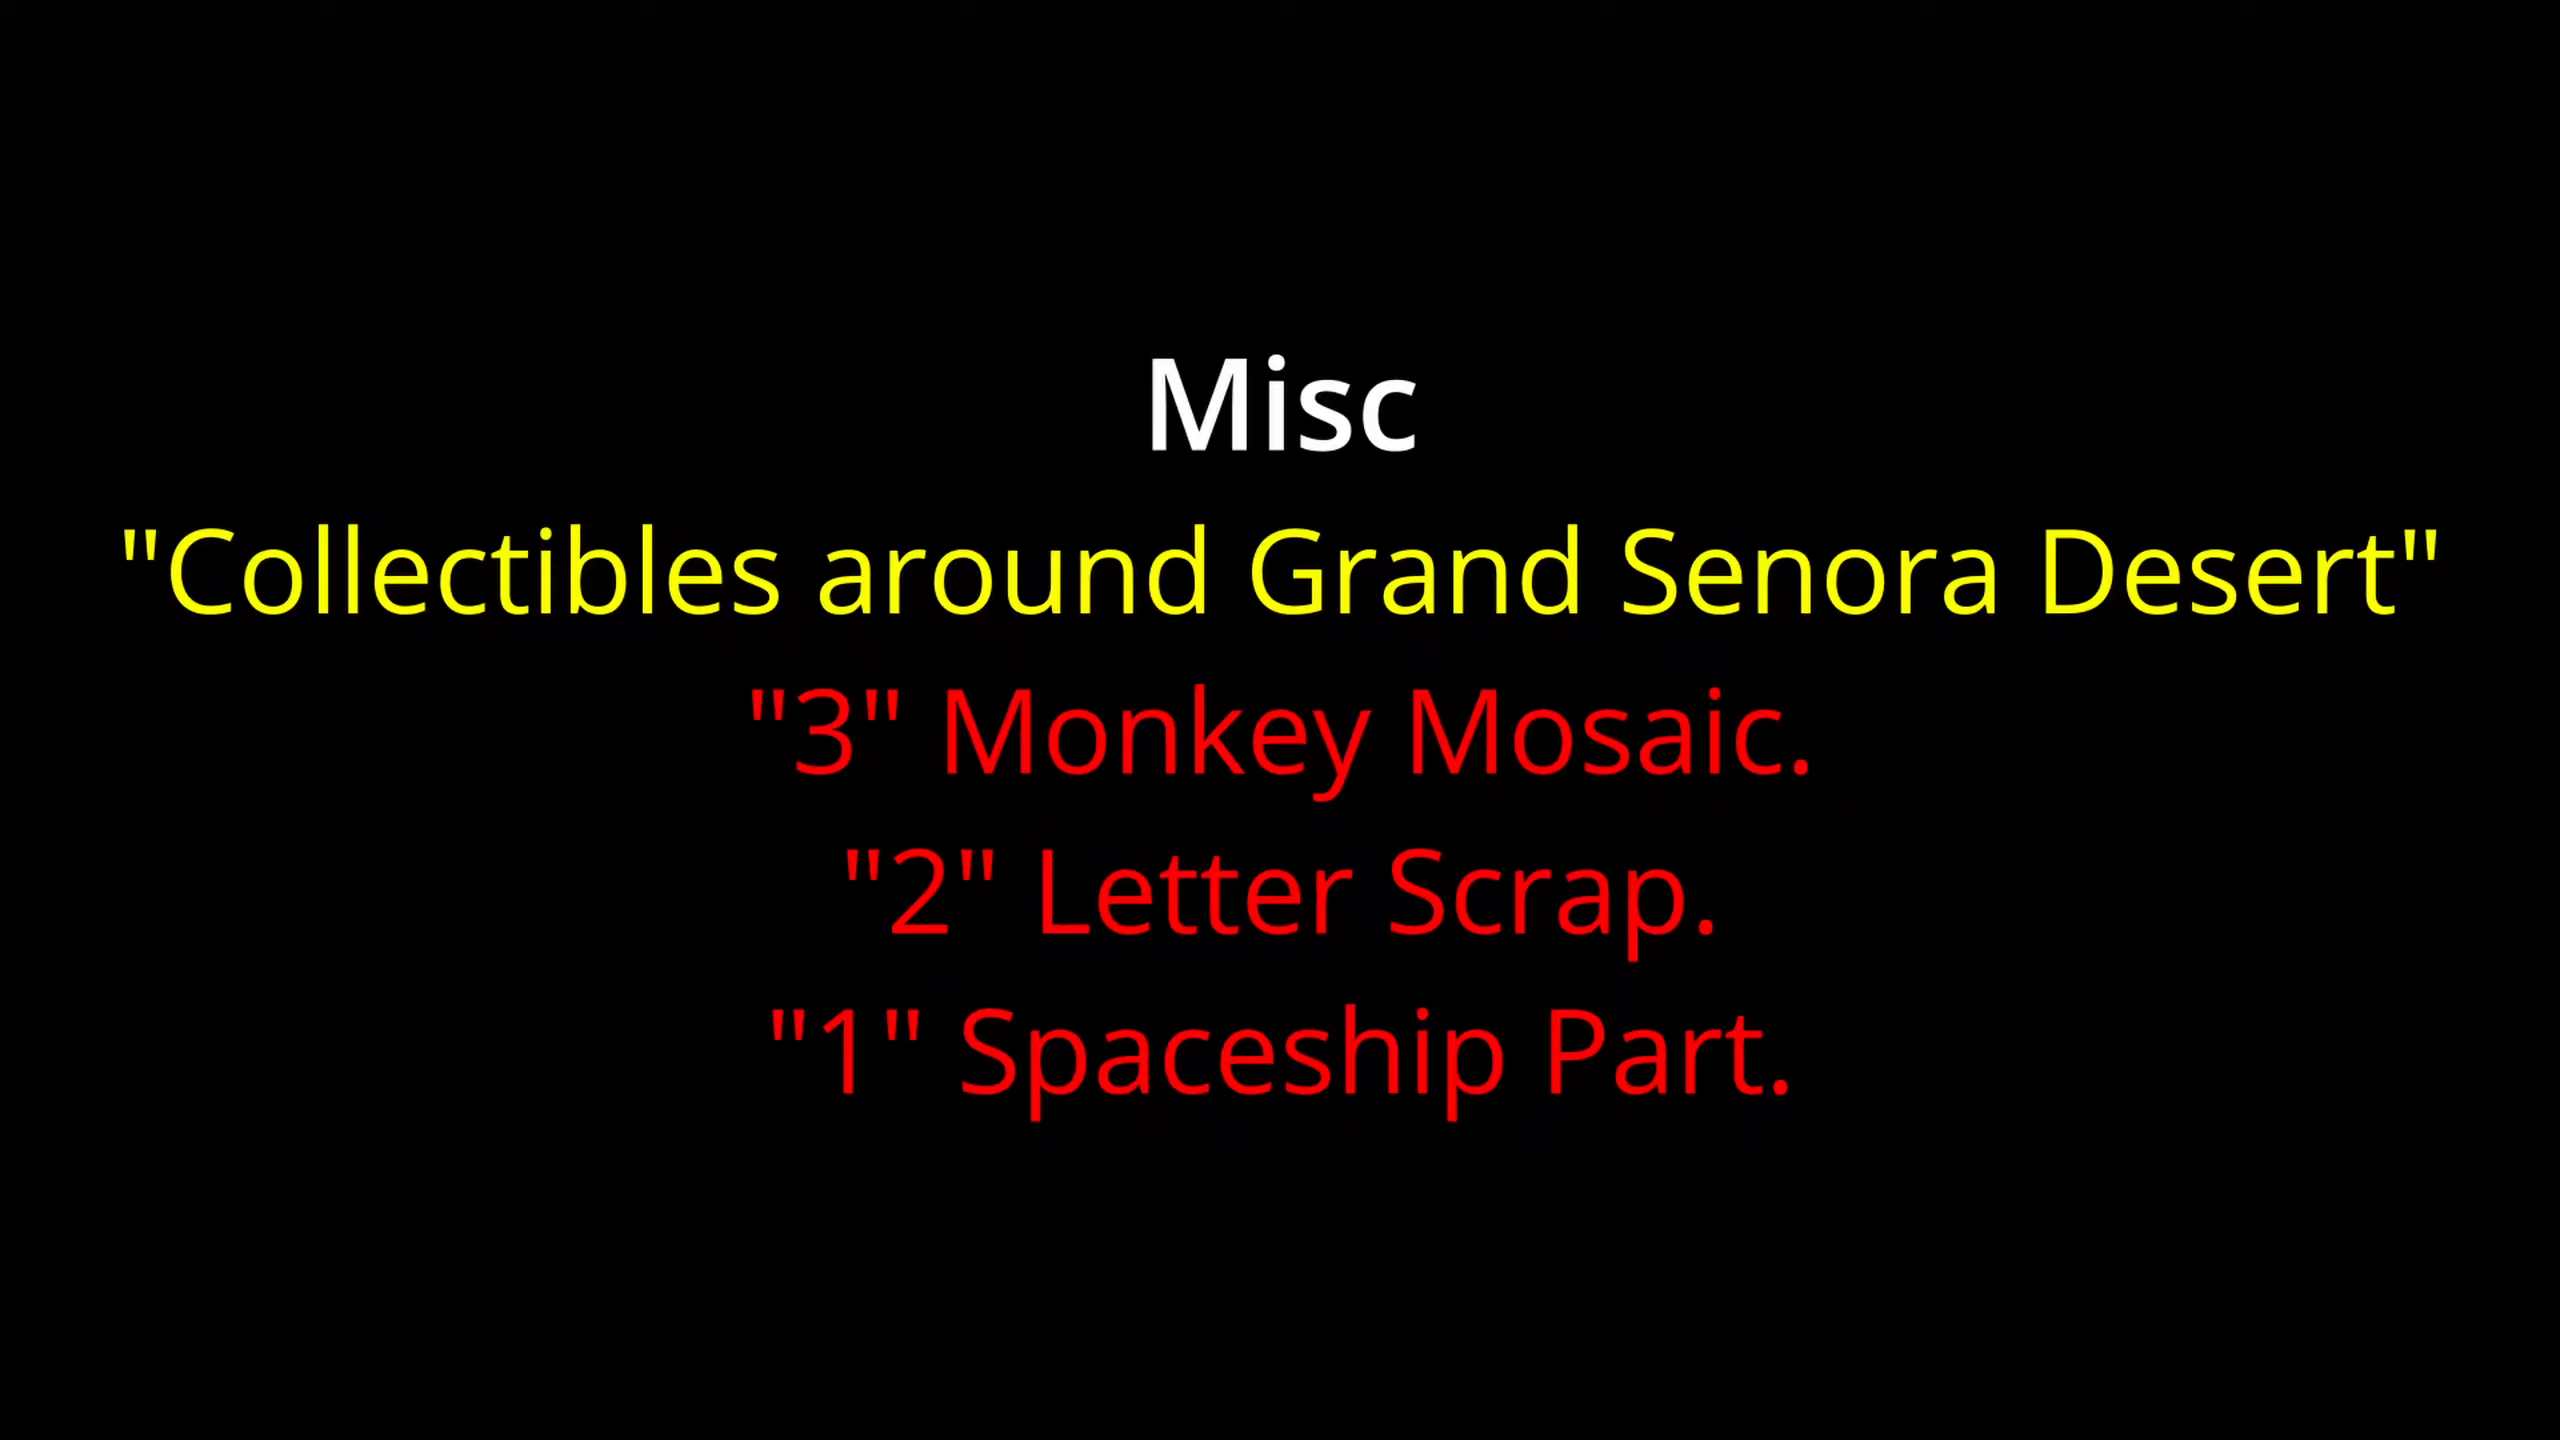 Misc
"Collectibles around Grand Senora Desert"
"3" Monkey Mosaic.
"2" Letter Scrap.
"1" Spaceship Part.